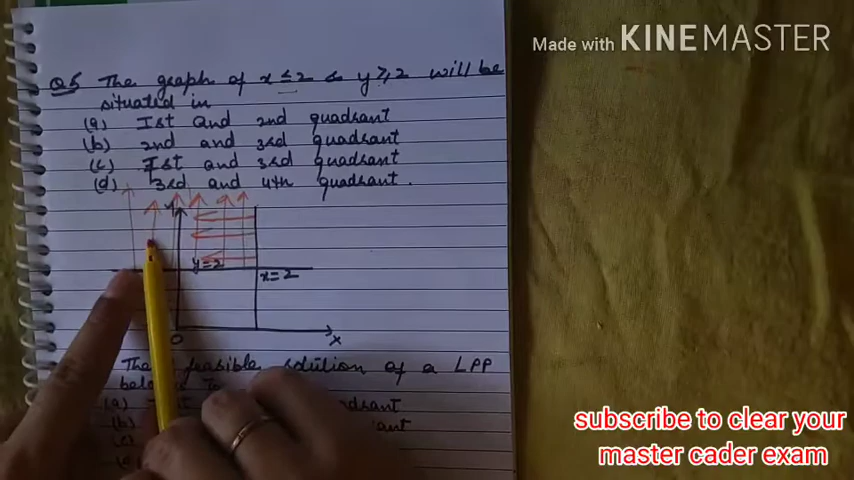 Made with KINEMASTER
Q5 The graph of x ≤ 2 & y ≥ 2 will be
situated in
(a) Ist and 2nd quadrant
(b) 2nd and 3rd quadrant
(c) Ist and 3rd quadrant
(d) 3rd and 4th quadrant.
Y
y=2
x=2
O
X
The feasible solution of a LPP
(a)
quadrant
(b)
subscribe to clear your
master cader exam